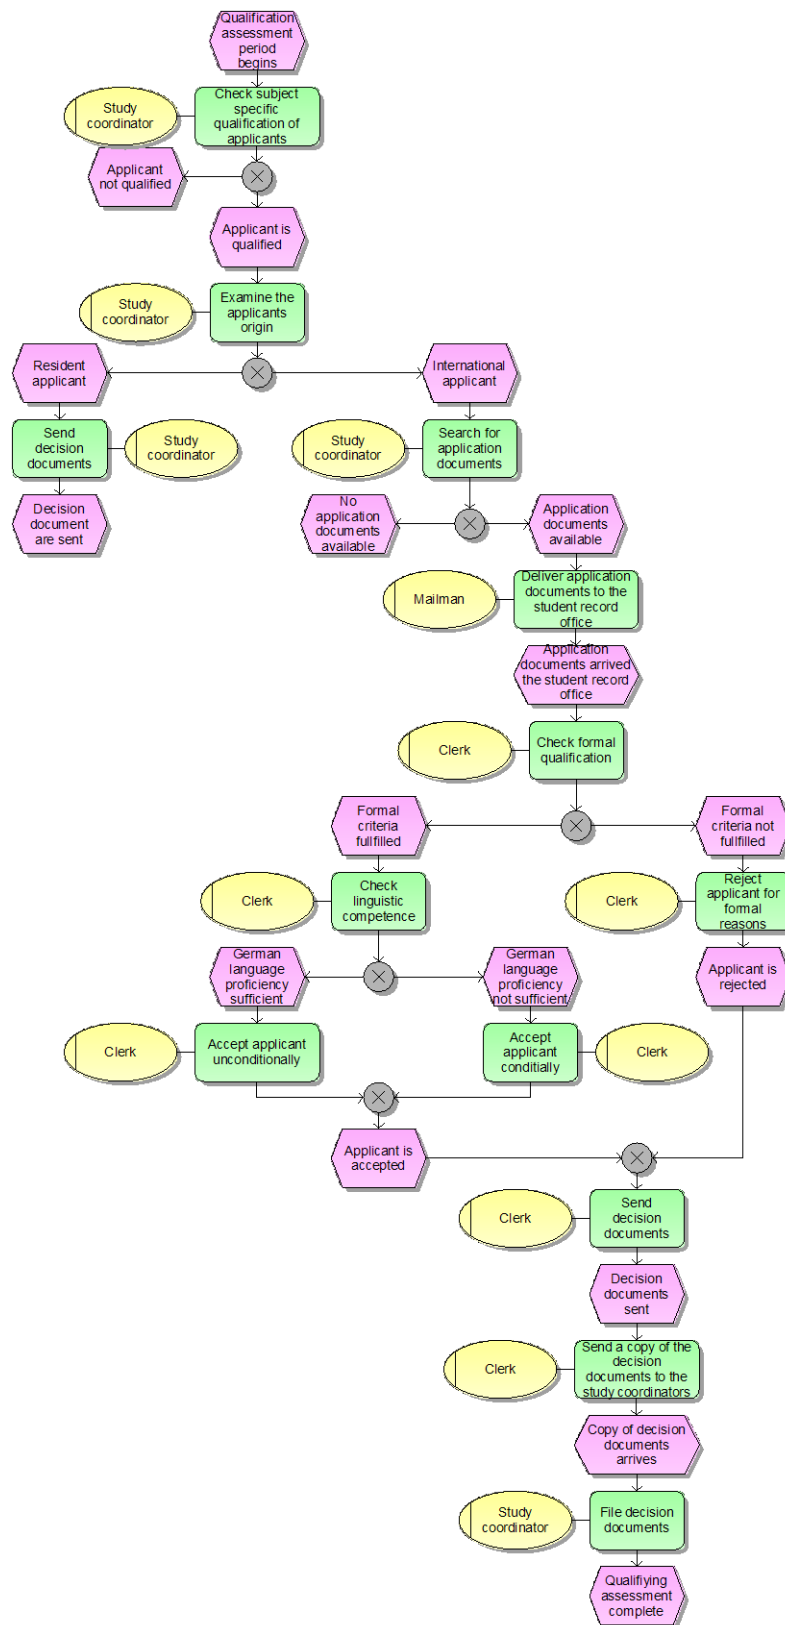 Qualification
assessment
period
begins
Study
coordinator
Check subject
specific
qualification of
applicants
Applicant
not qualified
Applicant is
qualified
Study
coordinator
Examine the
applicants
origin
Resident
applicant
International
applicant
Send
decision
documents
Study
coordinator
Study
coordinator
Search for
application
documents
Decision
document
are sent
No
application
documents
available
Application
documents
available
Mailman
Deliver application
documents to the
student record
office
Application
documents arrived
the student record
office
Clerk
Check formal
qualification
Formal
criteria
fullfilled
Formal
criteria not
fullfilled
Clerk
Check
linguistic
competence
Clerk
Reject
applicant for
formal
reasons
German
language
proficiency
sufficient
German
language
proficiency
not sufficient
Applicant is
rejected
Clerk
Accept applicant
unconditionally
Accept
applicant
conditially
Clerk
Applicant is
accepted
Clerk
Send
decision
documents
Decision
documents
sent
Clerk
Send a copy of the
decision
documents to the
study coordinators
Copy of decision
documents
arrives
Study
coordinator
File decision
documents
Qualifiying
assessment
complete